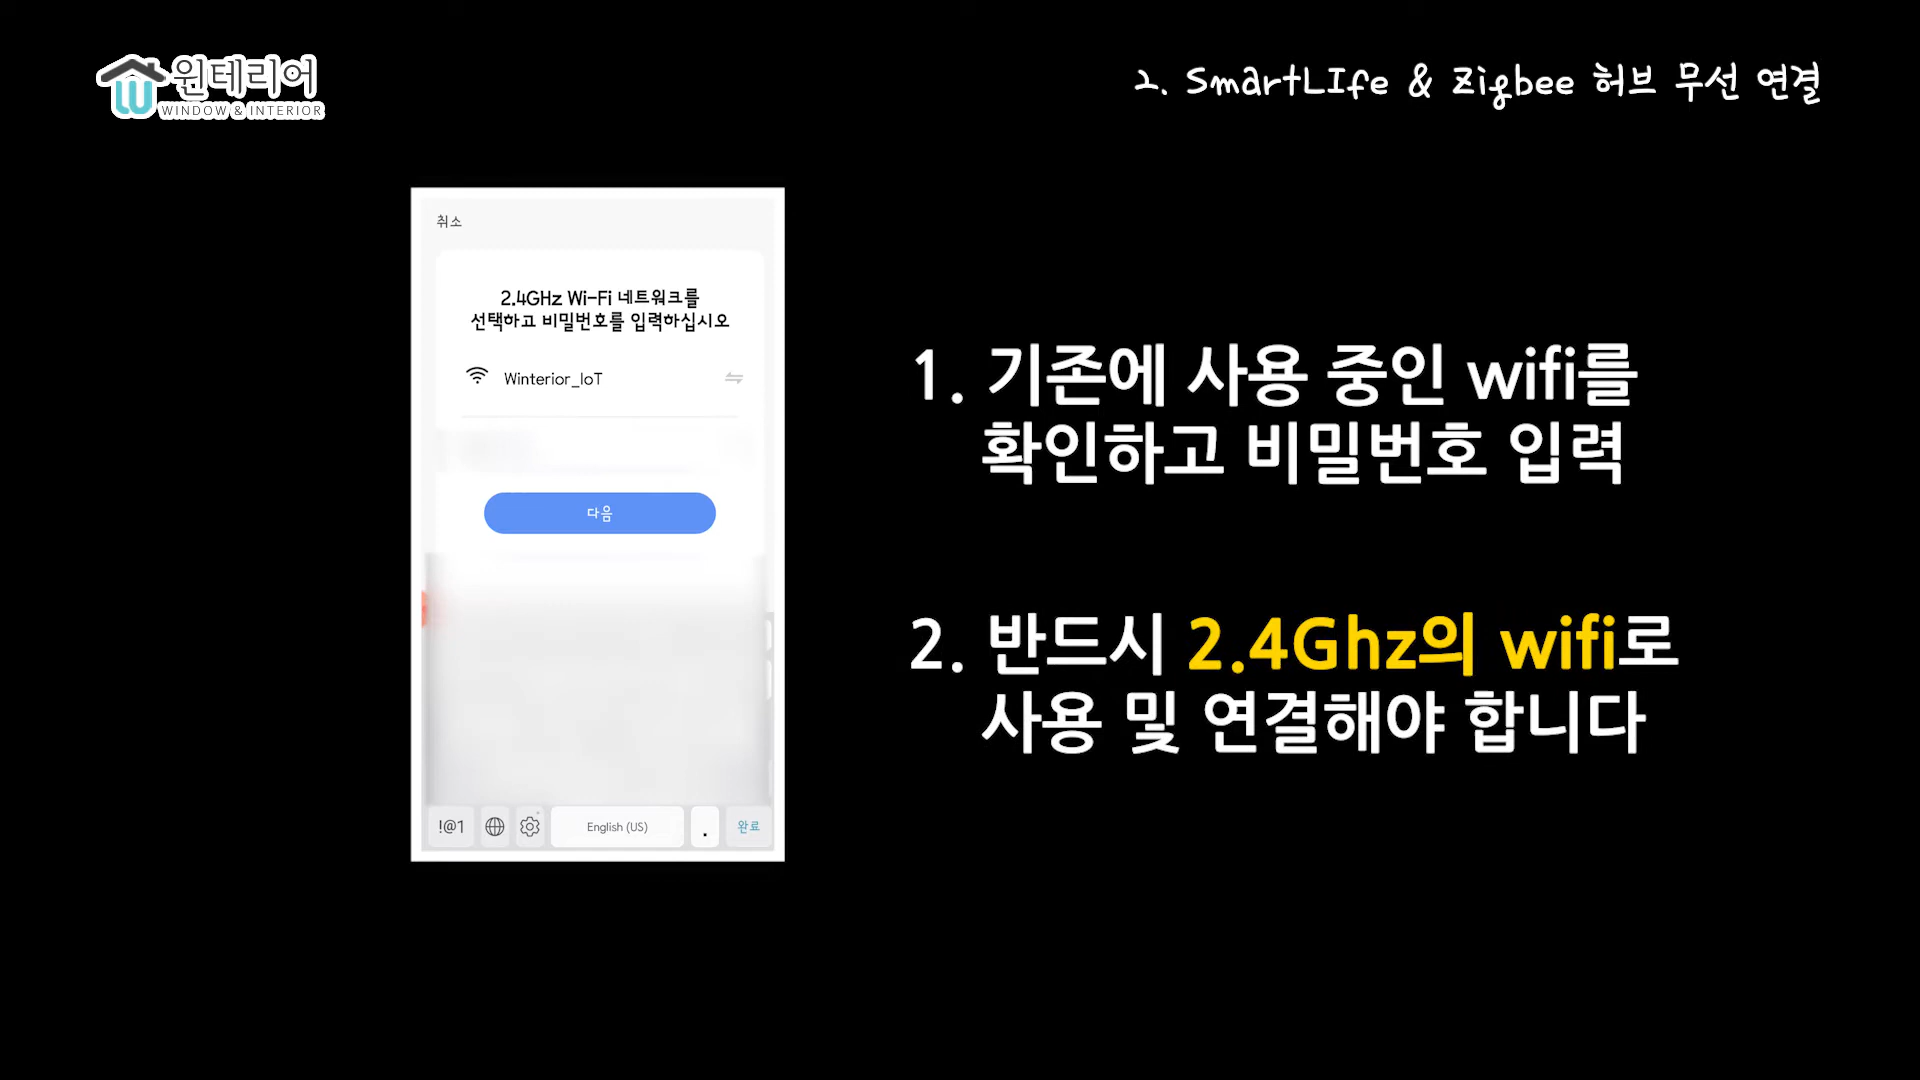 윈테리어
WINDOW & INTERIOR
2. SmartLIfe & Zigbee 허브 무선 연결
취소
2.4GHz Wi-Fi 네트워크를
선택하고 비밀번호를 입력하십시오
Winterior_IoT
다음
!@1
English (US)
.
완료
1. 기존에 사용 중인 wifi를
확인하고 비밀번호 입력
2. 반드시 2.4Ghz의 wifi로
사용 및 연결해야 합니다